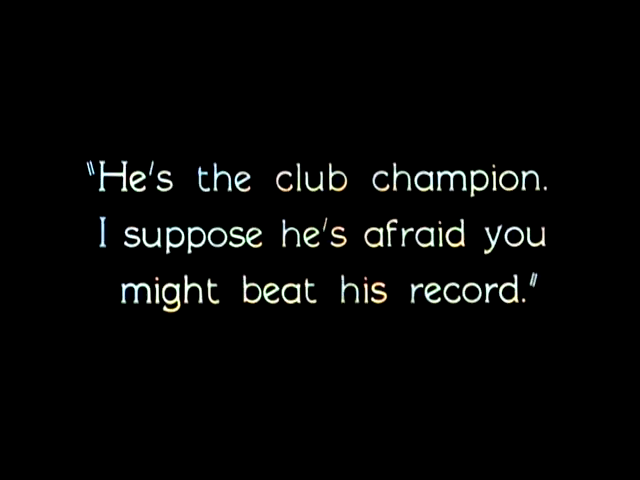 "He's the club champion.
I suppose he's afraid you
might beat his record."